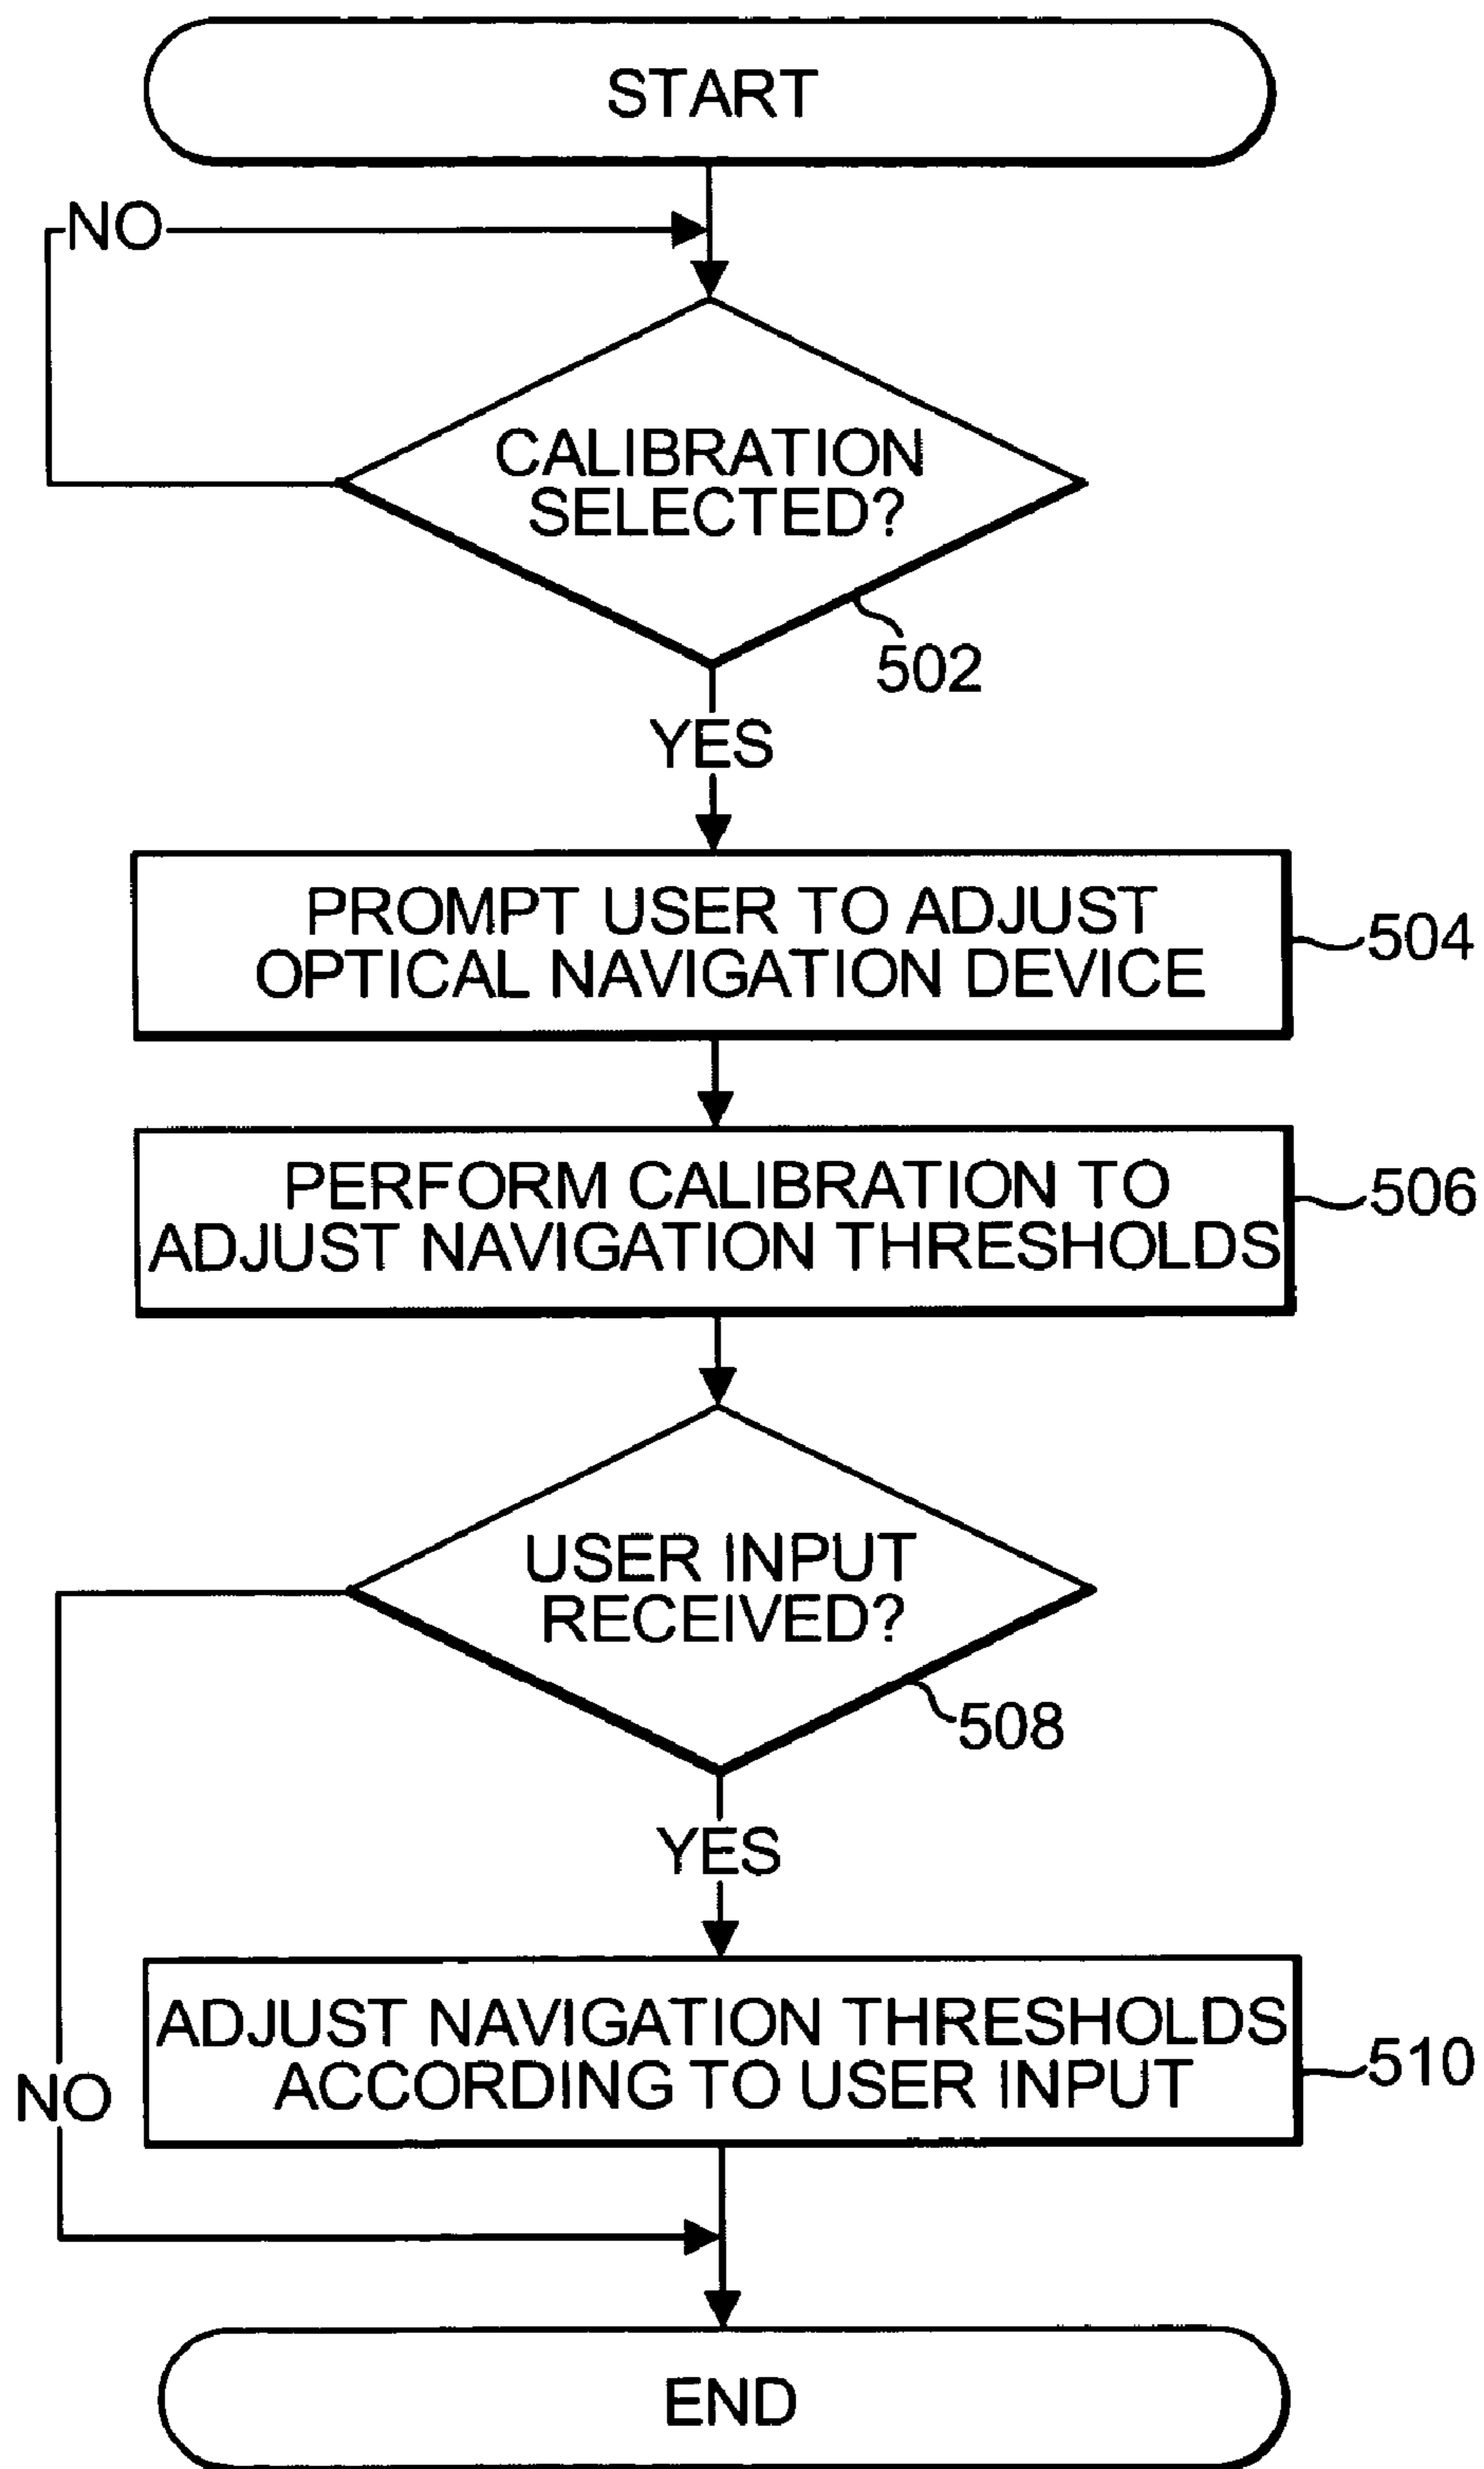 START
NO
CALIBRATION
SELECTED?
502
YES
PROMPT USER TO ADJUST
OPTICAL NAVIGATION DEVICE
504
PERFORM CALIBRATION TO
ADJUST NAVIGATION THRESHOLDS
506
USER INPUT
RECEIVED?
508
YES
ADJUST NAVIGATION THRESHOLDS
ACCORDING TO USER INPUT
510
NO
END